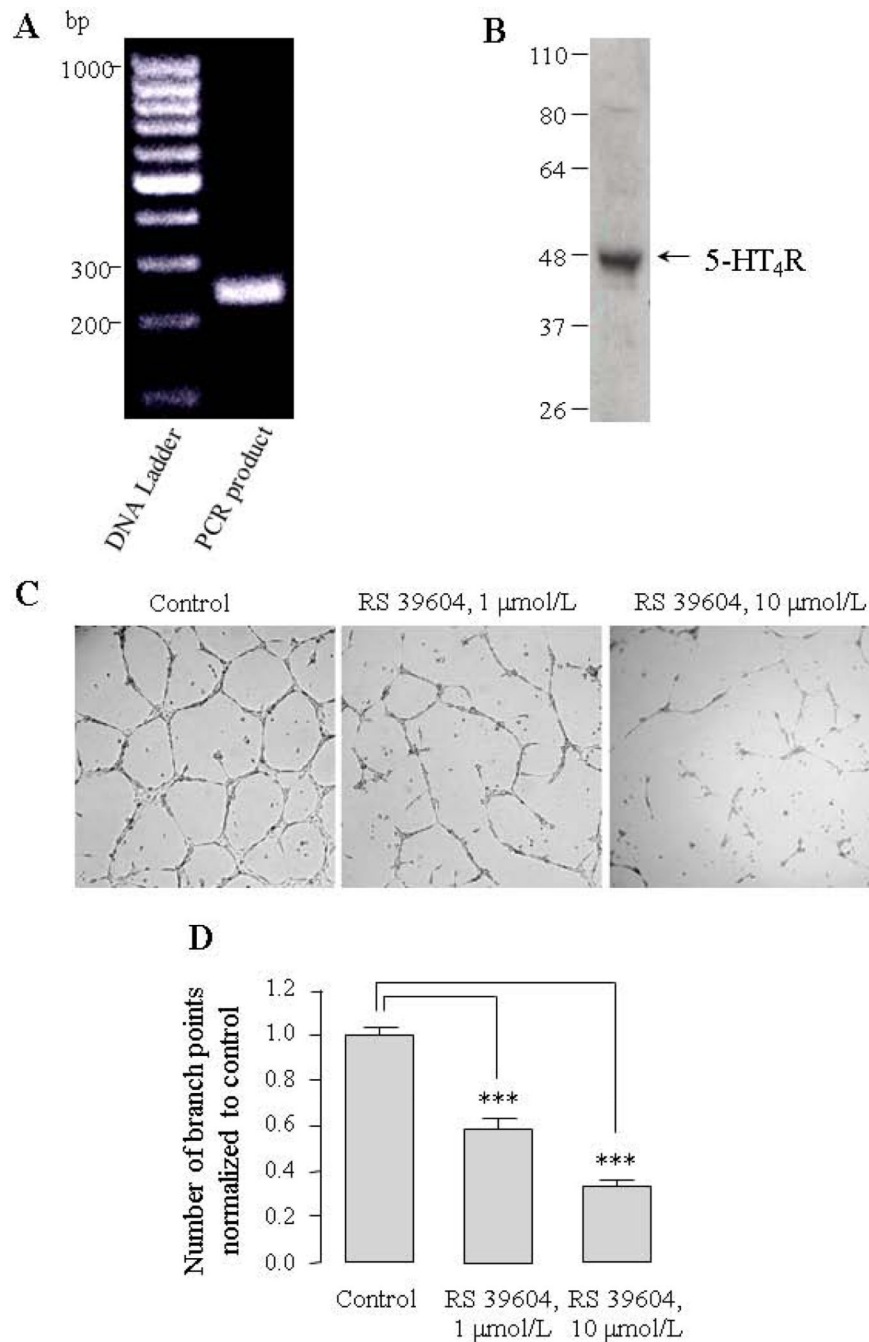 A
bp
1000
300
200
DNA Ladder
PCR product
B
110
80
64
48
37
26
5-HT₄R
C
Control
RS 39604, 1 µmol/L
RS 39604, 10 µmol/L
D
Number of branch points
normalized to control
1.2
1.0
0.8
0.6
0.4
0.2
0.0
***
***
Control
RS 39604,
1 µmol/L
RS 39604,
10 µmol/L